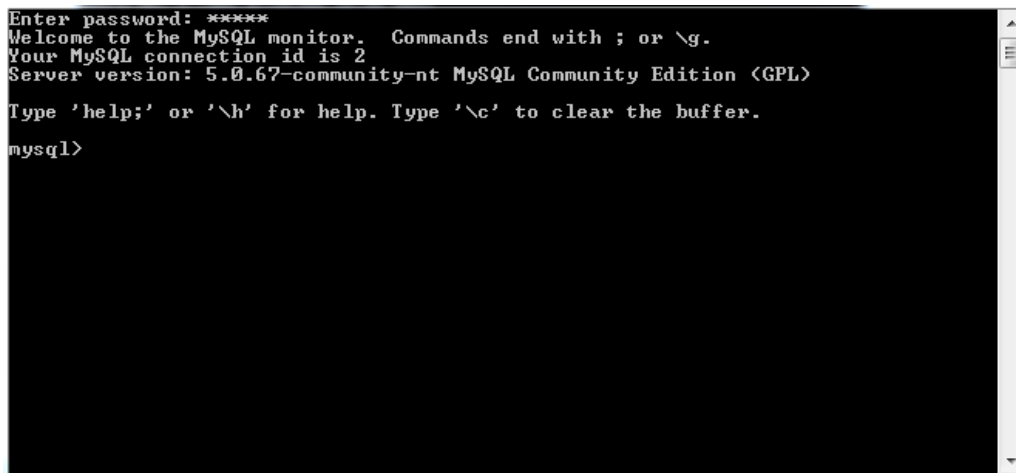 Enter password: *****
Welcome to the MySQL monitor.  Commands end with ; or \g.
Your MySQL connection id is 2
Server version: 5.0.67-community-nt MySQL Community Edition (GPL)
Type 'help;' or '\h' for help. Type '\c' to clear the buffer.
mysql>